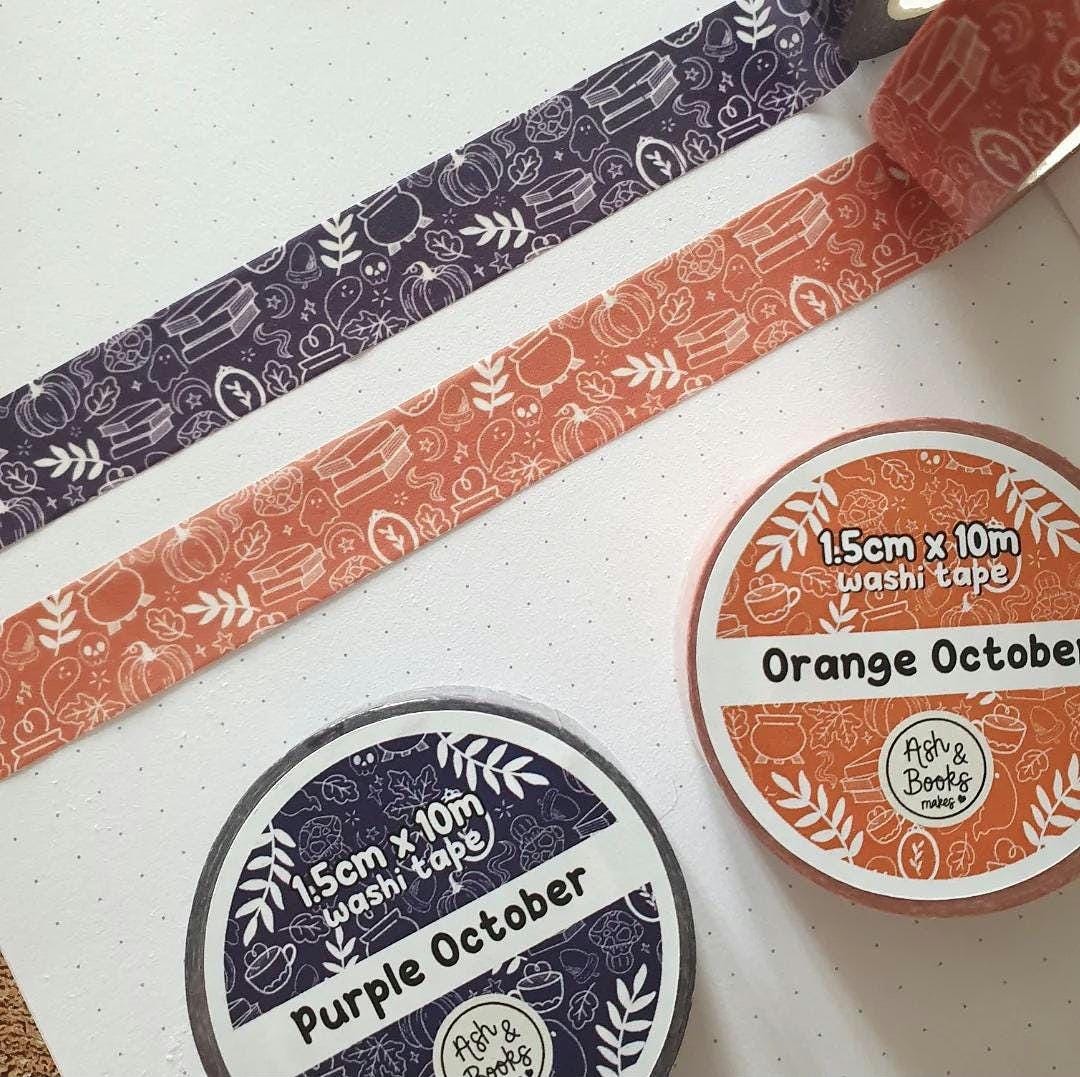 1.5cm x 10m
washi tape
Orange October
Ash &
Books
makes
1.5cm x 10m
washi tape
Purple October
Ash &
Books